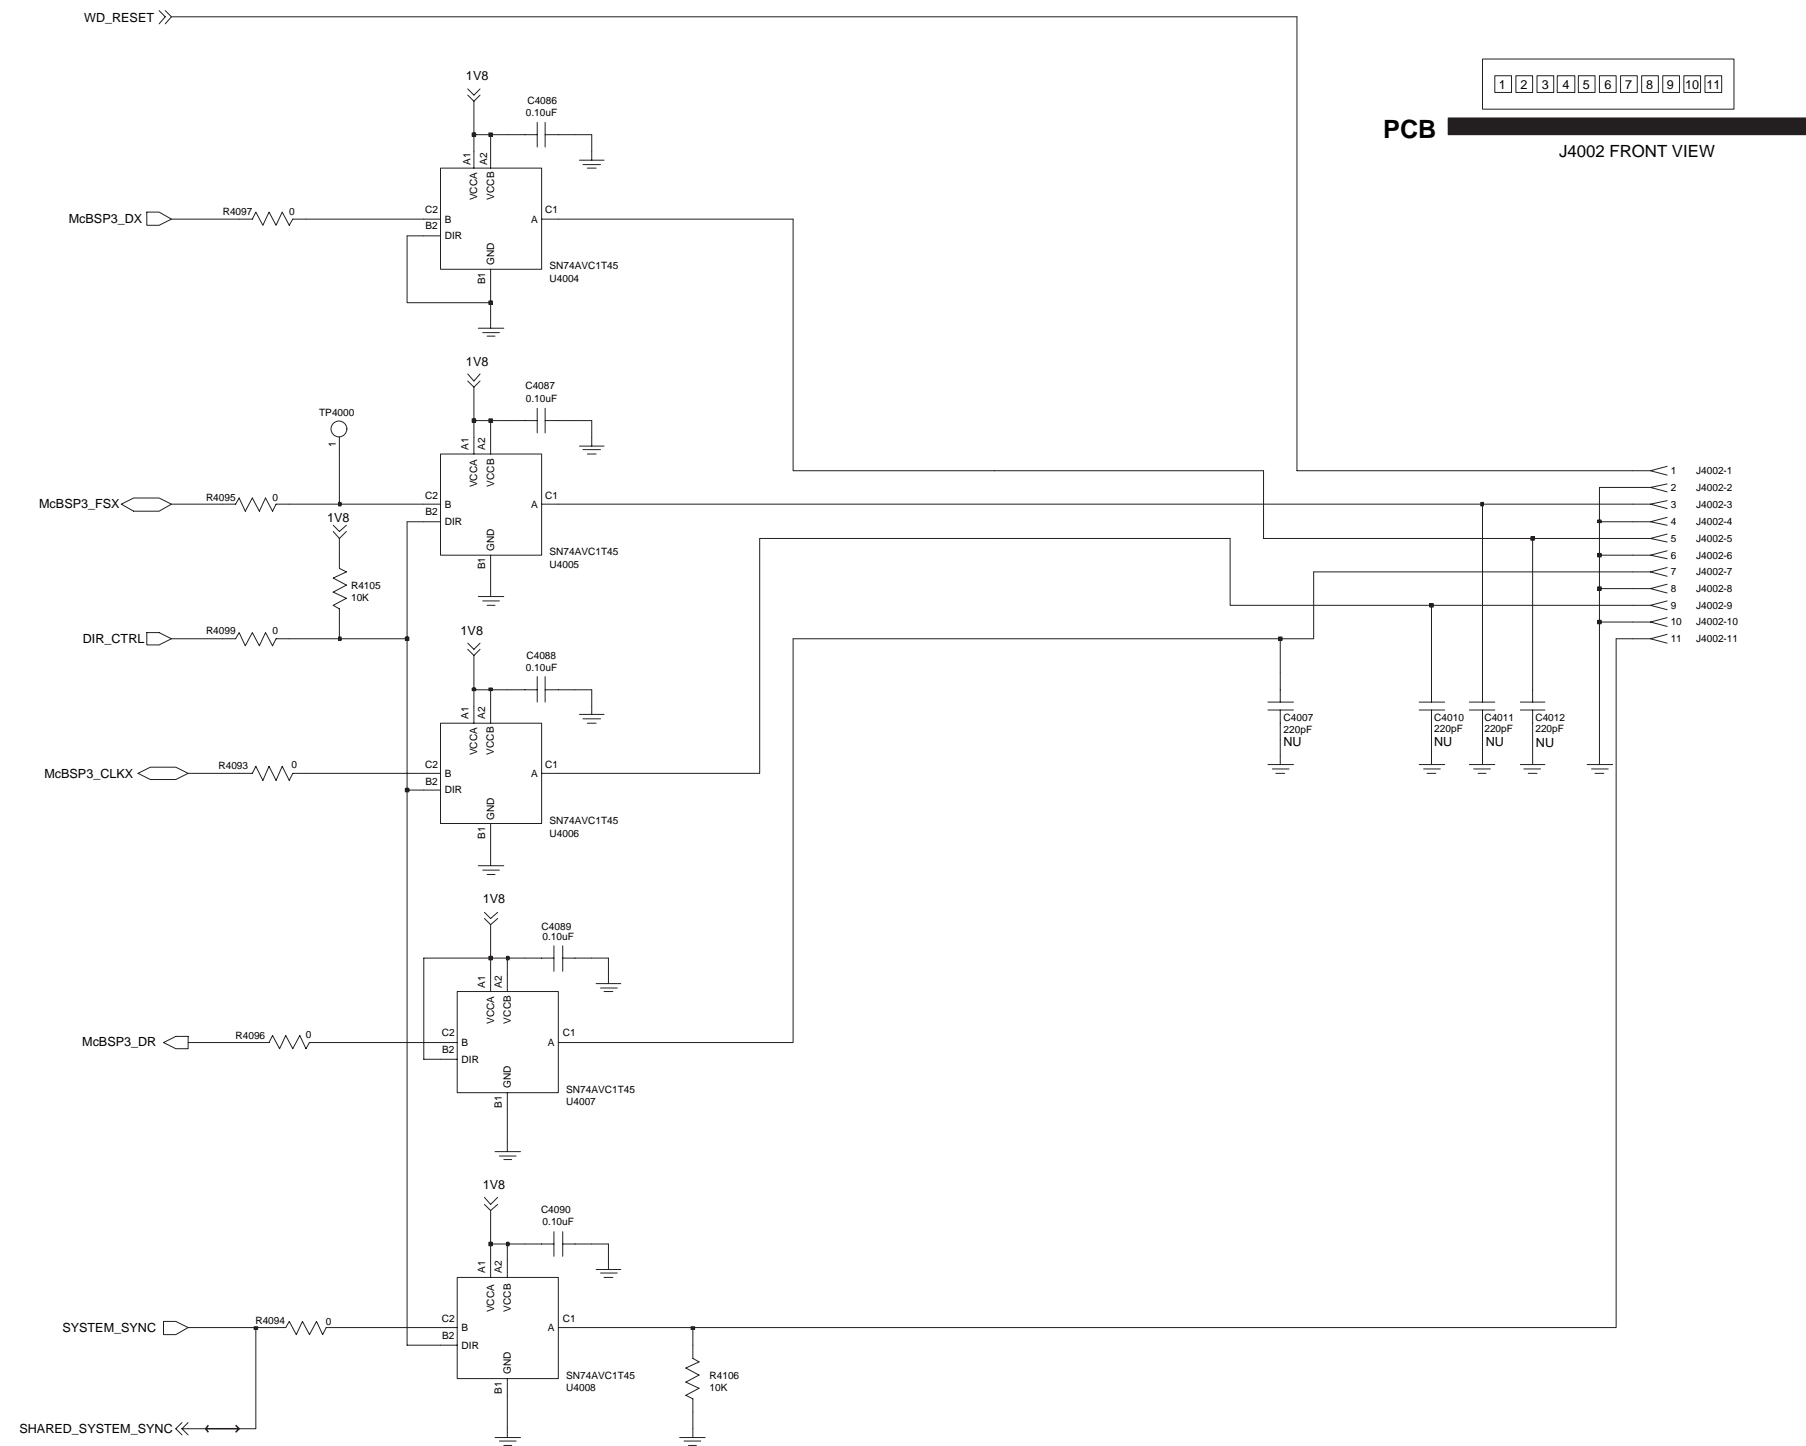 WD_RESET
1 2 3 4 5 6 7 8 9 10 11
PCB
J4002 FRONT VIEW
1V8
C4086
0.10uF
A1
A2
VCCA
VCCB
McBSP3_DX
R4097
0
C2
B
B2
DIR
A
C1
GND
B1
SN74AVC1T45
U4004
1V8
C4087
0.10uF
TP4000
1
A1
A2
VCCA
VCCB
McBSP3_FSX
R4095
0
C2
B
B2
DIR
A
C1
GND
B1
SN74AVC1T45
U4005
1V8
R4105
10K
DIR_CTRL
R4099
0
1V8
C4088
0.10uF
A1
A2
VCCA
VCCB
McBSP3_CLKX
R4093
0
C2
B
B2
DIR
A
C1
GND
B1
SN74AVC1T45
U4006
1 J4002-1
2 J4002-2
3 J4002-3
4 J4002-4
5 J4002-5
6 J4002-6
7 J4002-7
8 J4002-8
9 J4002-9
10 J4002-10
11 J4002-11
C4007
220pF
NU
C4010
220pF
NU
C4011
220pF
NU
C4012
220pF
NU
1V8
C4089
0.10uF
A1
A2
VCCA
VCCB
McBSP3_DR
R4096
0
C2
B
B2
DIR
A
C1
GND
B1
SN74AVC1T45
U4007
1V8
C4090
0.10uF
A1
A2
VCCA
VCCB
SYSTEM_SYNC
R4094
0
C2
B
B2
DIR
A
C1
GND
B1
SN74AVC1T45
U4008
R4106
10K
SHARED_SYSTEM_SYNC